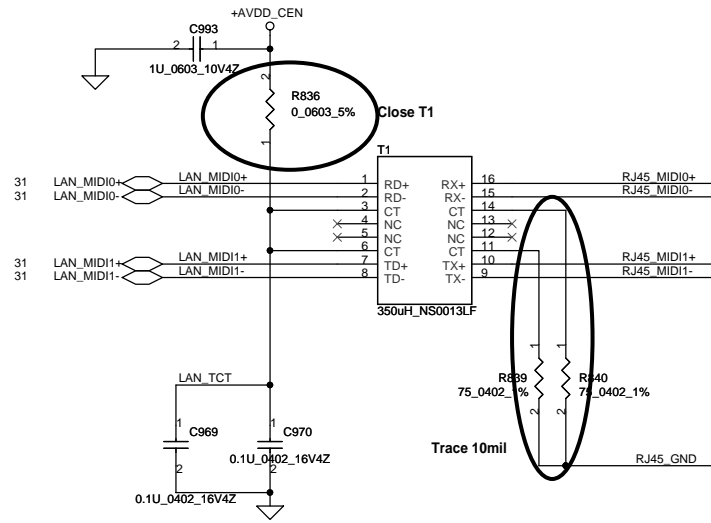 +AVDD_CEN
C993
2 1
1U_0603_10V4Z
2
R836
0_0603_5%
1
Close T1
T1
31 LAN_MIDI0+ LAN_MIDI0+ 1 RD+ RX+ 16 RJ45_MIDI0+
31 LAN_MIDI0- LAN_MIDI0- 2 RD- RX- 15 RJ45_MIDI0-
3 CT CT 14
4 NC NC 13
5 NC NC 12
6 CT CT 11
31 LAN_MIDI1+ LAN_MIDI1+ 7 TD+ TX+ 10 RJ45_MIDI1+
31 LAN_MIDI1- LAN_MIDI1- 8 TD- TX- 9 RJ45_MIDI1-
350uH_NS0013LF
1 1
LAN_TCT
R839 R840
75_0402_1% 75_0402_1%
2 2
1 1
C969 C970
2 2
0.1U_0402_16V4Z
0.1U_0402_16V4Z
Trace 10mil
RJ45_GND